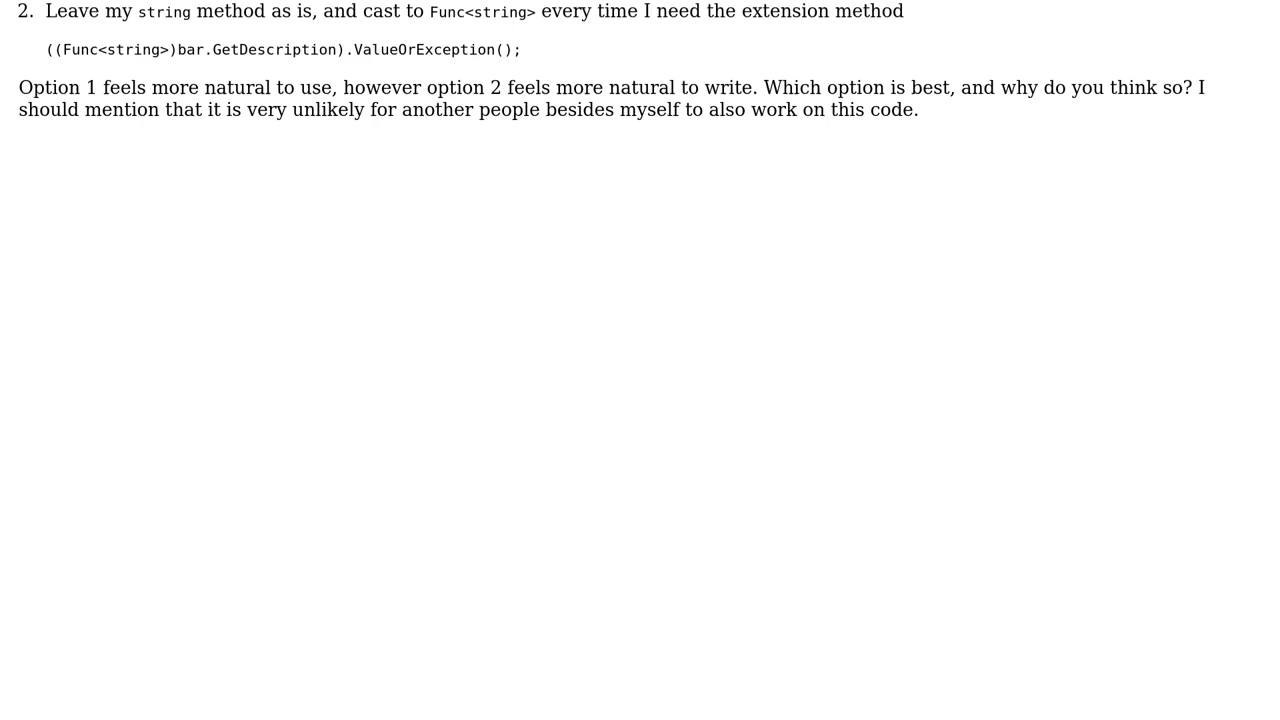 2. Leave my string method as is, and cast to Func<string> every time I need the extension method
((Func<string>)bar.GetDescription).ValueOrException();
Option 1 feels more natural to use, however option 2 feels more natural to write. Which option is best, and why do you think so? I
should mention that it is very unlikely for another people besides myself to also work on this code.